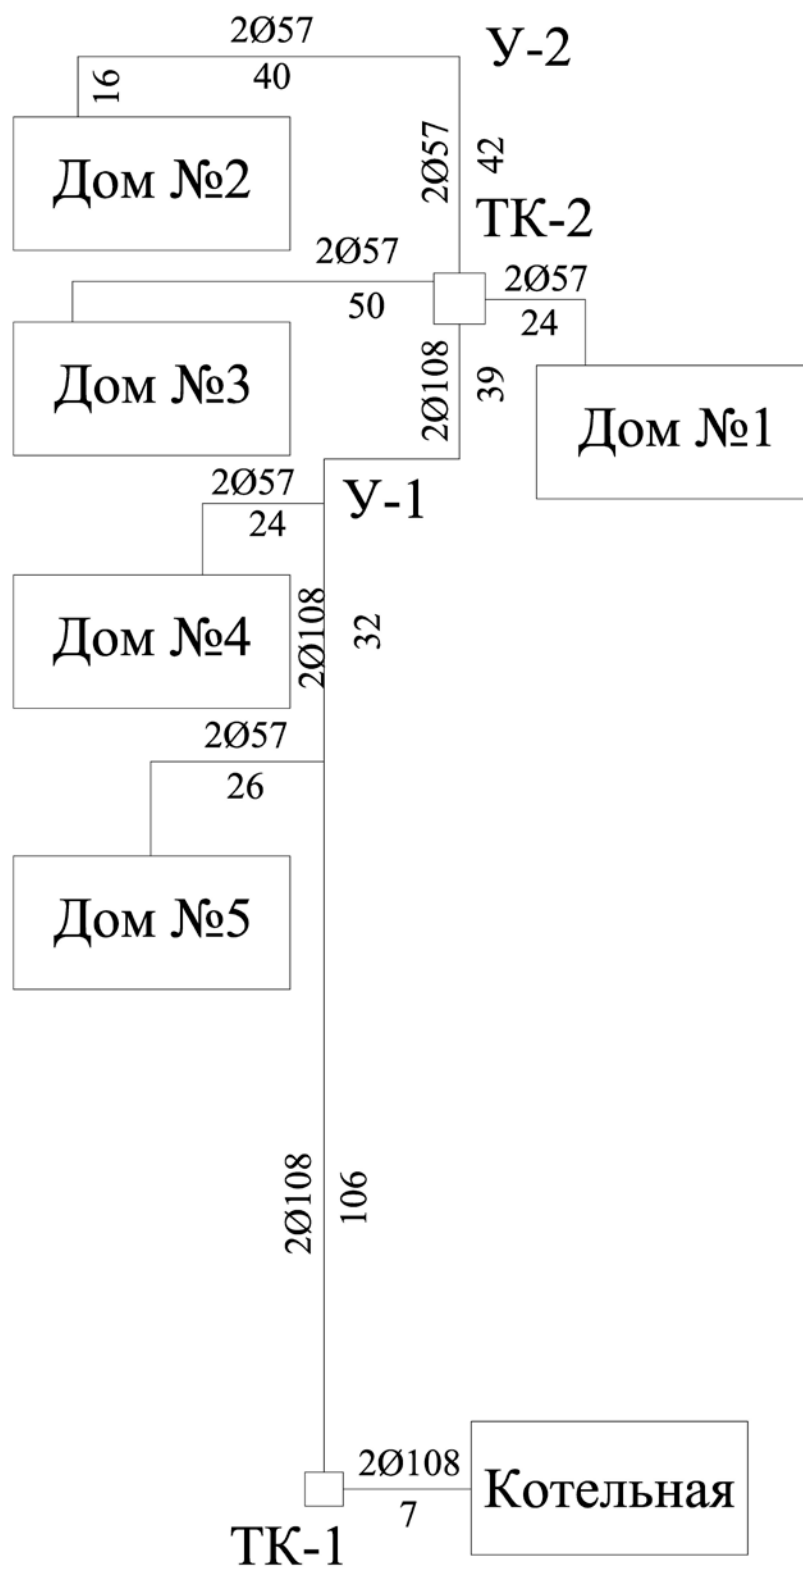 2Ø57
У-2
16
40
2Ø57
42
Дом №2
ТК-2
2Ø57
50
2Ø57
24
Дом №3
2Ø108
39
Дом №1
2Ø57
24
У-1
Дом №4
2Ø108
32
2Ø57
26
Дом №5
2Ø108
106
2Ø108
7
Котельная
ТК-1